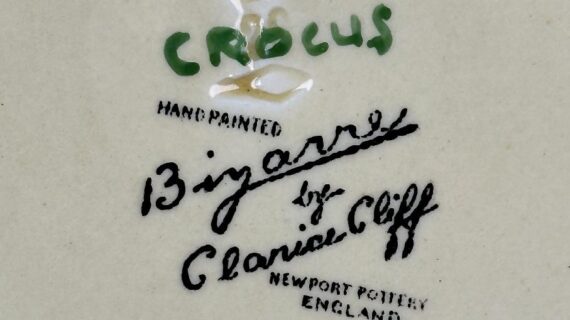 CROCUS
HAND PAINTED
Bizarre
by
Clarice Cliff
NEWPORT POTTERY
ENGLAND